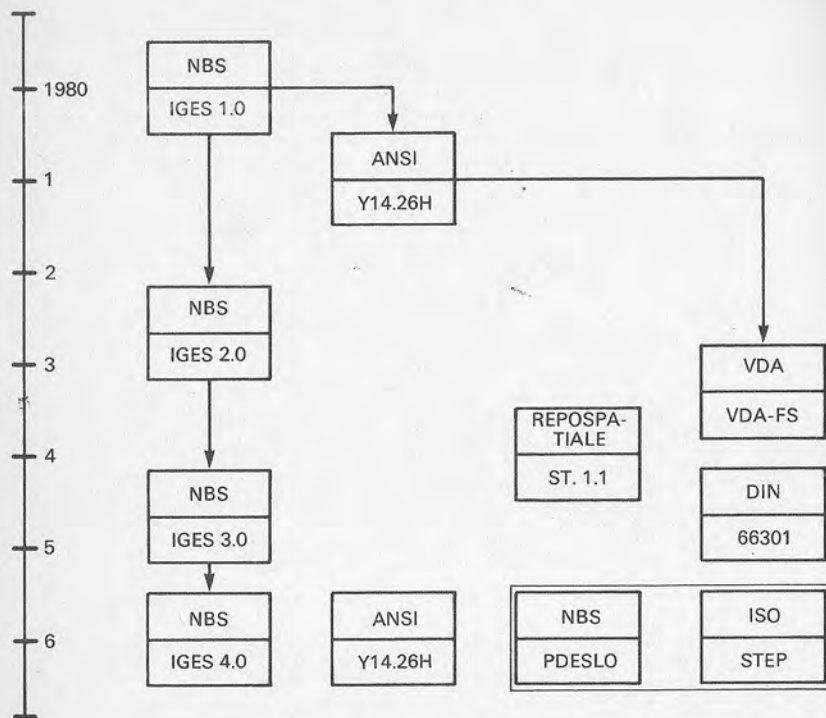 NBS
1980
IGES 1.0
ANSI
1
Y14.26H
2
NBS
IGES 2.0
3
VDA
VDA-FS
REPOSPA-
TIALE
4
ST. 1.1
NBS
DIN
IGES 3.0
66301
5
NBS
ANSI
NBS
ISO
6
IGES 4.0
Y14.26H
PDESLO
STEP